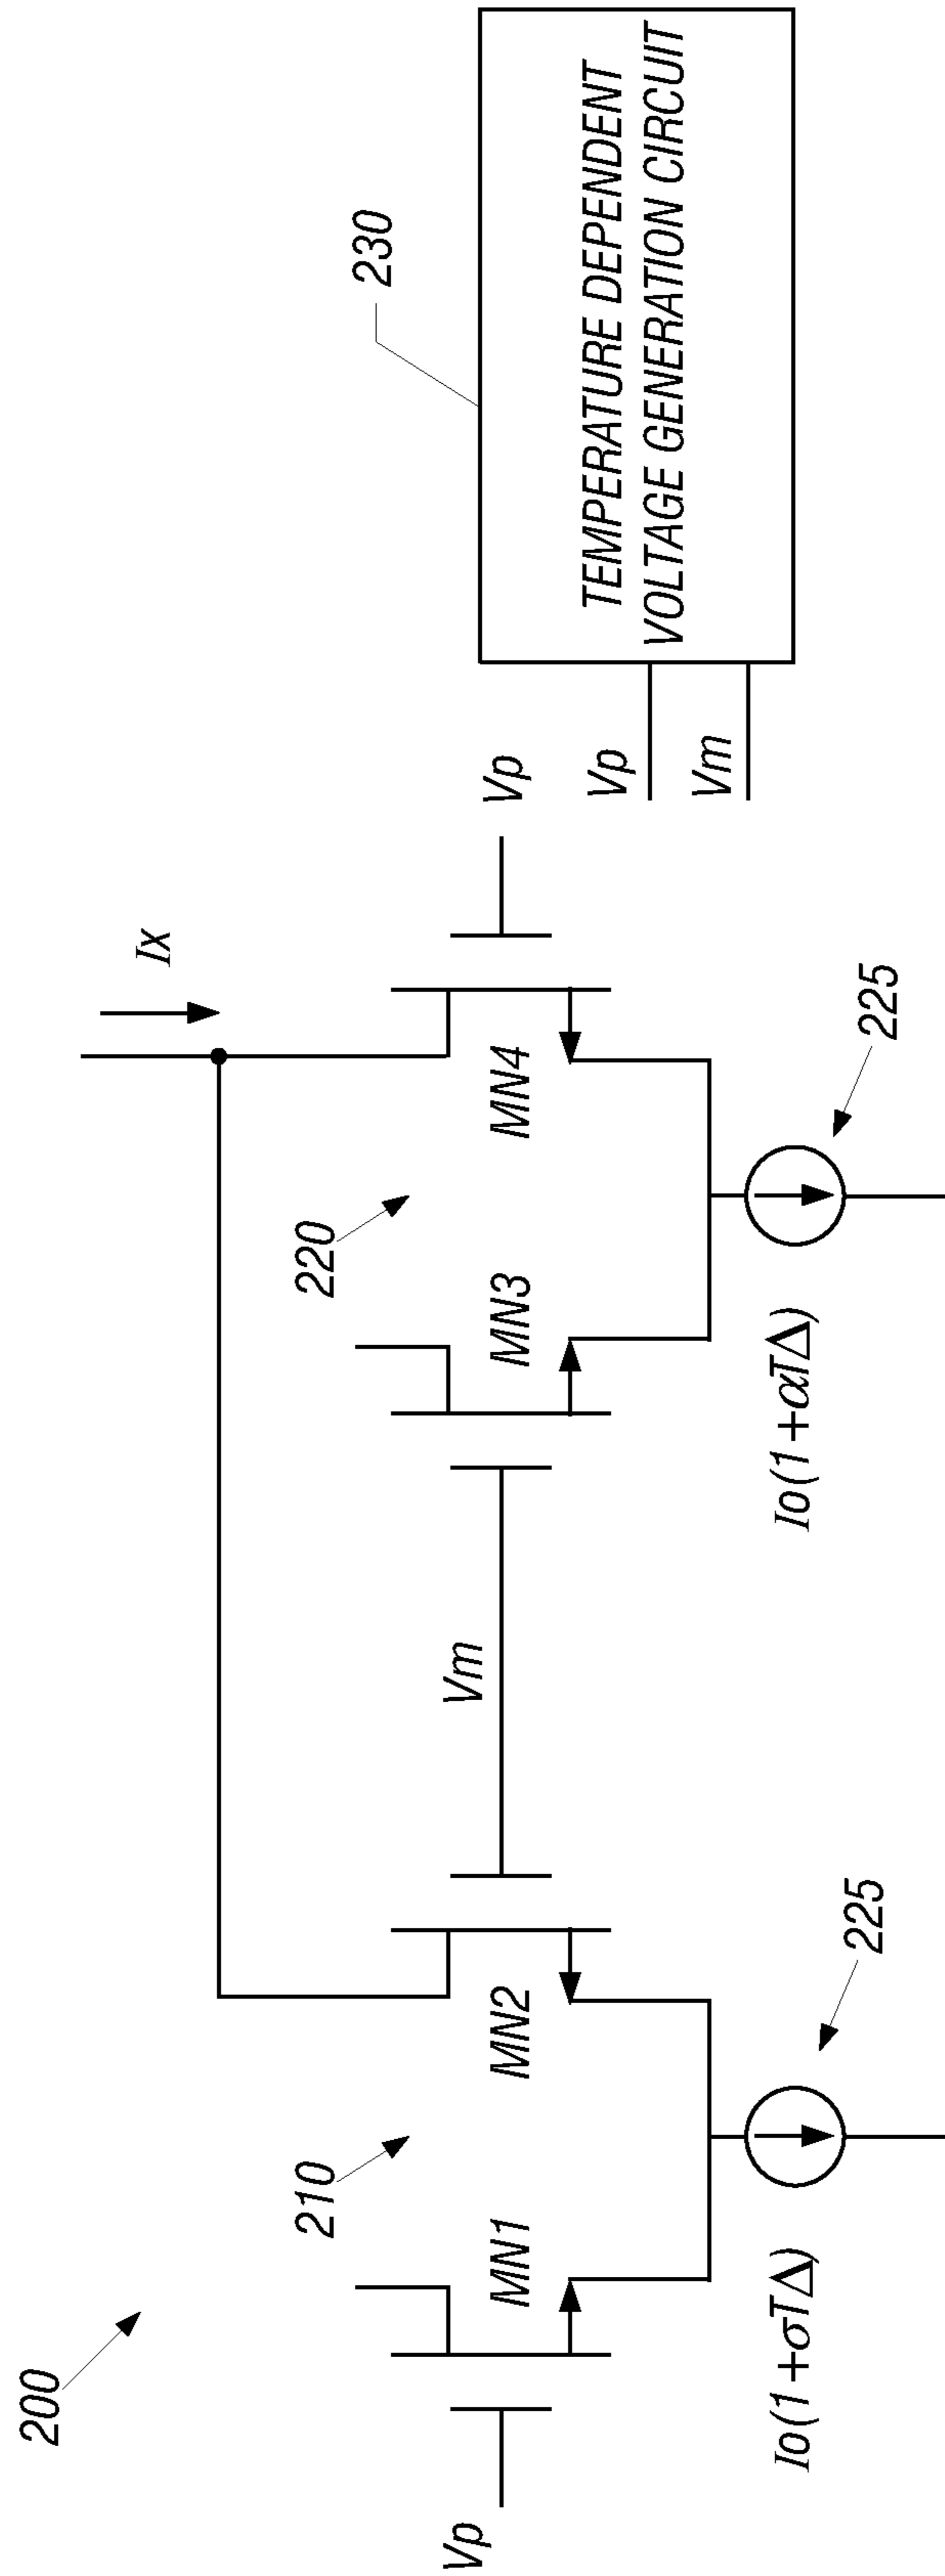 200
Vp
210
MN1
MN2
Io(1+σTΔ)
225
Vm
220
MN3
MN4
Io(1+αTΔ)
225
Ix
Vp
Vp
Vm
230
TEMPERATURE DEPENDENT
VOLTAGE GENERATION CIRCUIT